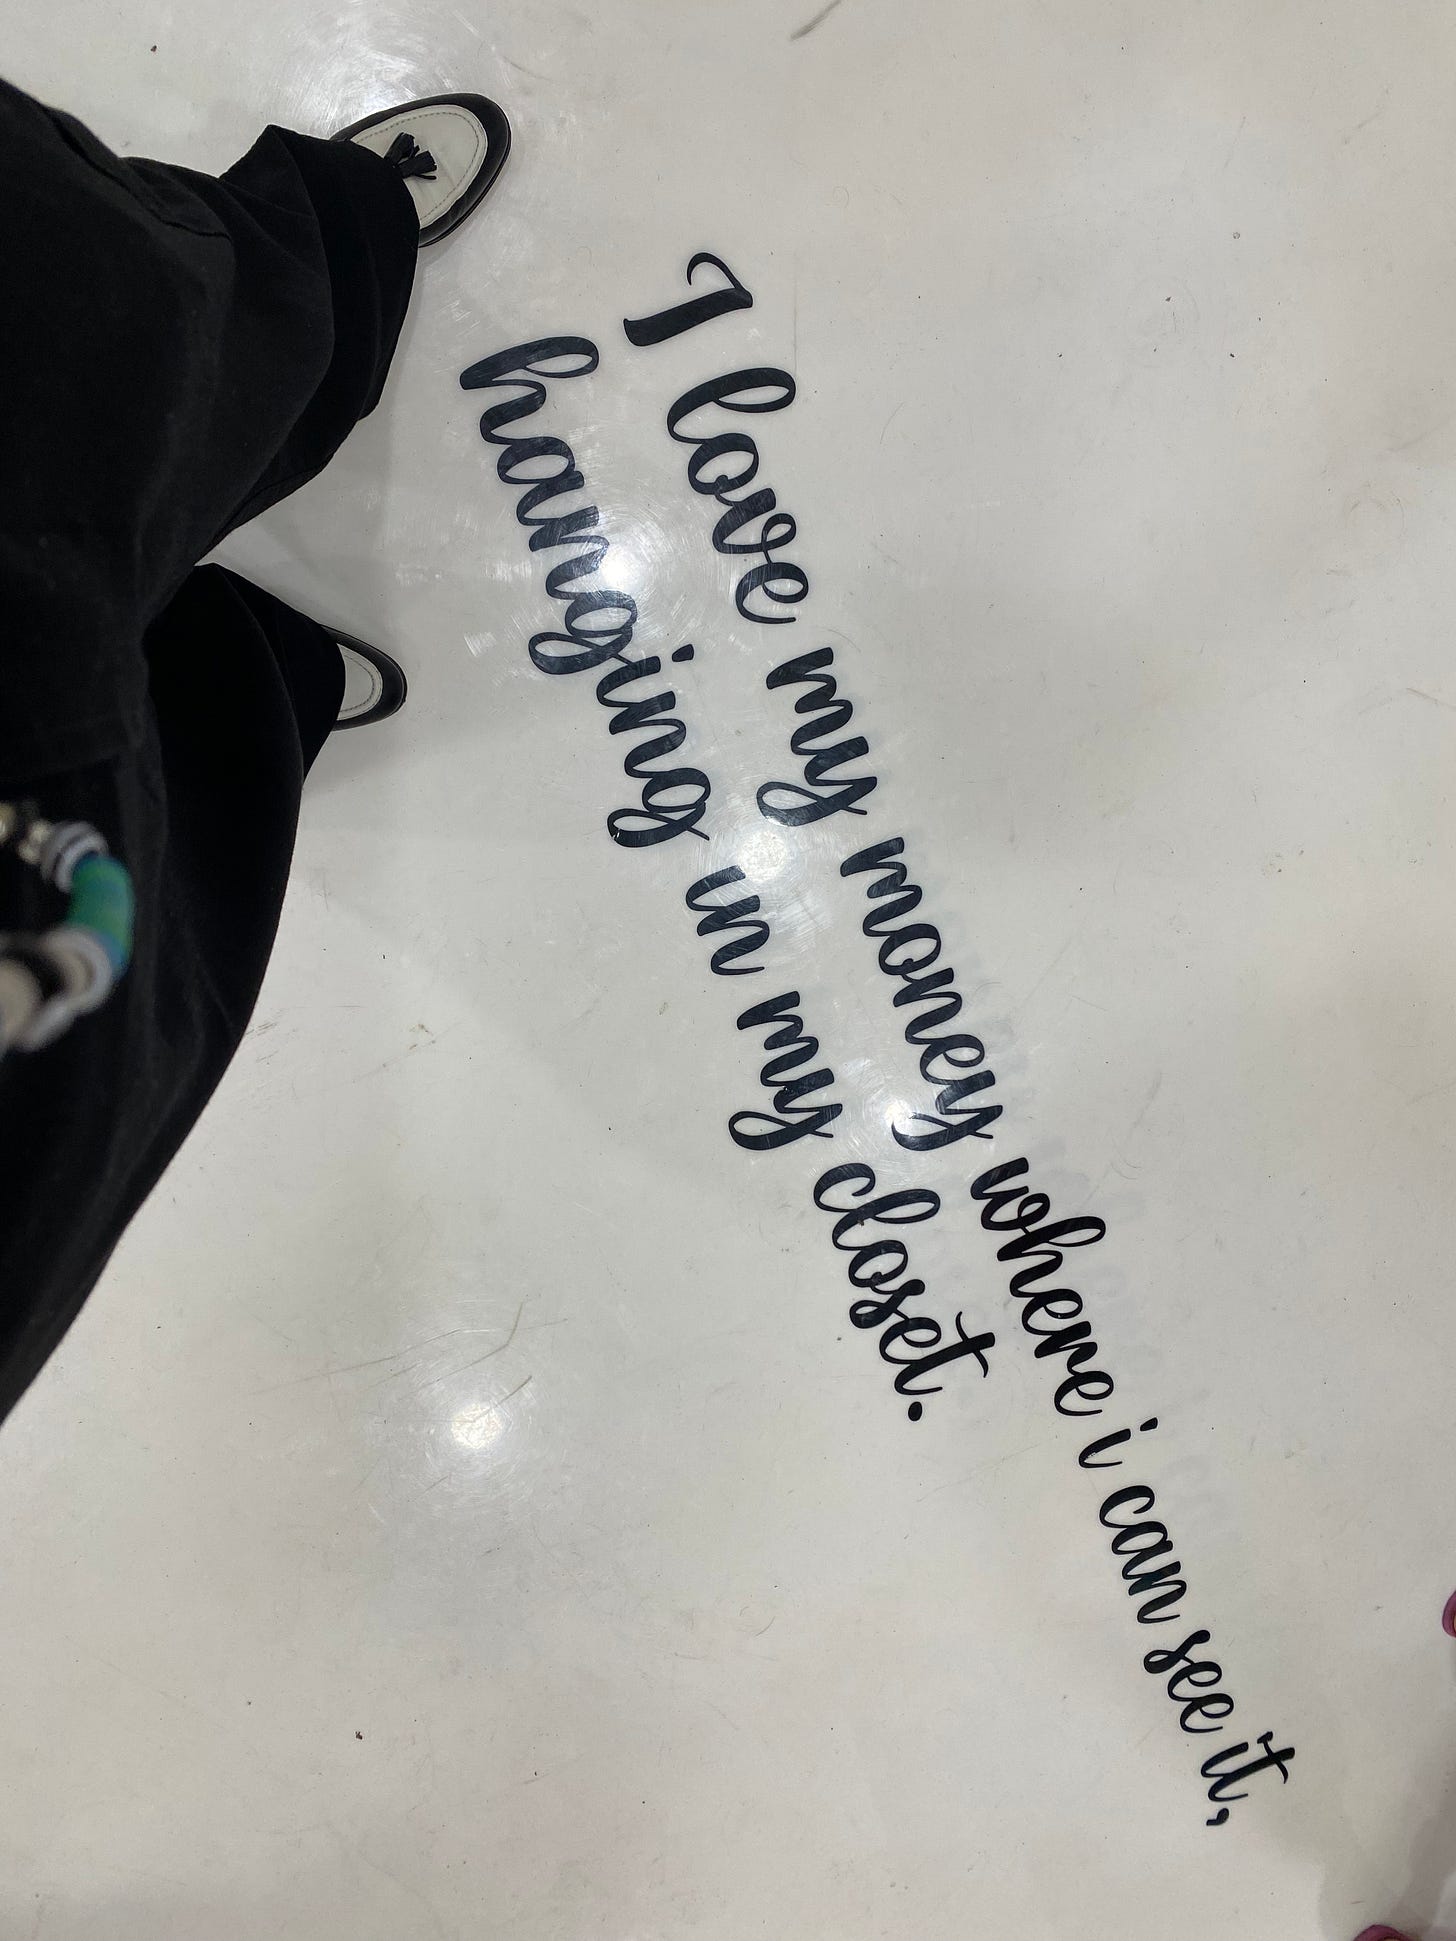 I love my money where i can see it,
hanging in my closet.